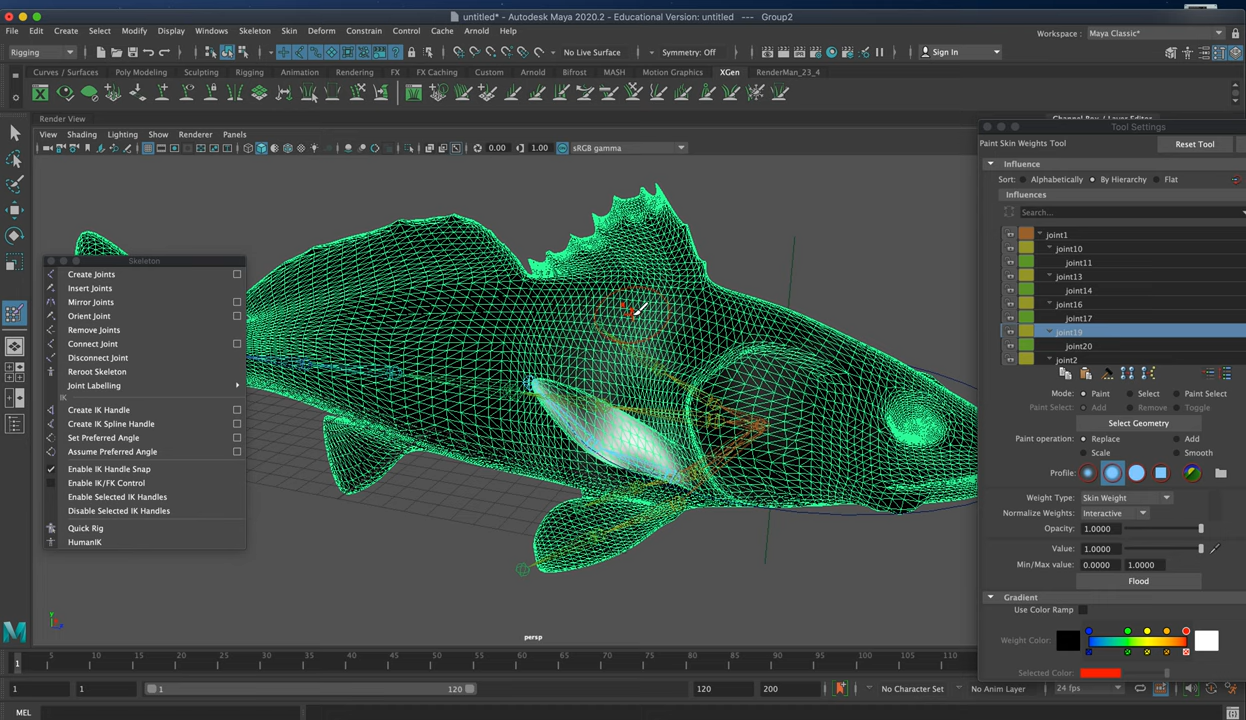 untitled* - Autodesk Maya 2020.2 - Educational Version: untitled --- Group2
File Edit Create Select Modify Display Windows Skeleton Skin Deform Constrain Control Cache Arnold Help
Workspace : Maya Classic*
Rigging No Live Surface Symmetry: Off Sign In
Curves / Surfaces Poly Modeling Sculpting Rigging Animation Rendering FX FX Caching Custom Arnold Bifrost MASH Motion Graphics XGen RenderMan_23_4
Render View
View Shading Lighting Show Renderer Panels
0.00 1.00 sRGB gamma
Tool Settings
Paint Skin Weights Tool Reset Tool
Influence
Sort: Alphabetically By Hierarchy Flat
Influences
Search...
joint1
joint10
joint11
joint13
joint14
joint16
joint17
joint19
joint20
joint2
Mode: Paint Select Paint Select
Paint Select: Add Remove Toggle
Select Geometry
Paint operation: Replace Add
Scale Smooth
Profile:
Weight Type: Skin Weight
Normalize Weights: Interactive
Opacity: 1.0000
Value: 1.0000
Min/Max value: 0.0000 1.0000
Flood
Gradient
Use Color Ramp
Weight Color:
Selected Color:
Skeleton
Create Joints
Insert Joints
Mirror Joints
Orient Joint
Remove Joints
Connect Joint
Disconnect Joint
Reroot Skeleton
Joint Labelling
IK
Create IK Handle
Create IK Spline Handle
Set Preferred Angle
Assume Preferred Angle
Enable IK Handle Snap
Enable IK/FK Control
Enable Selected IK Handles
Disable Selected IK Handles
Quick Rig
HumanIK
persp
5 10 15 20 25 30 35 40 45 50 55 60 65 70 75 80 85 90 95 100 105 110
1
1 1 1 120 120 200 No Character Set No Anim Layer 24 fps
MEL